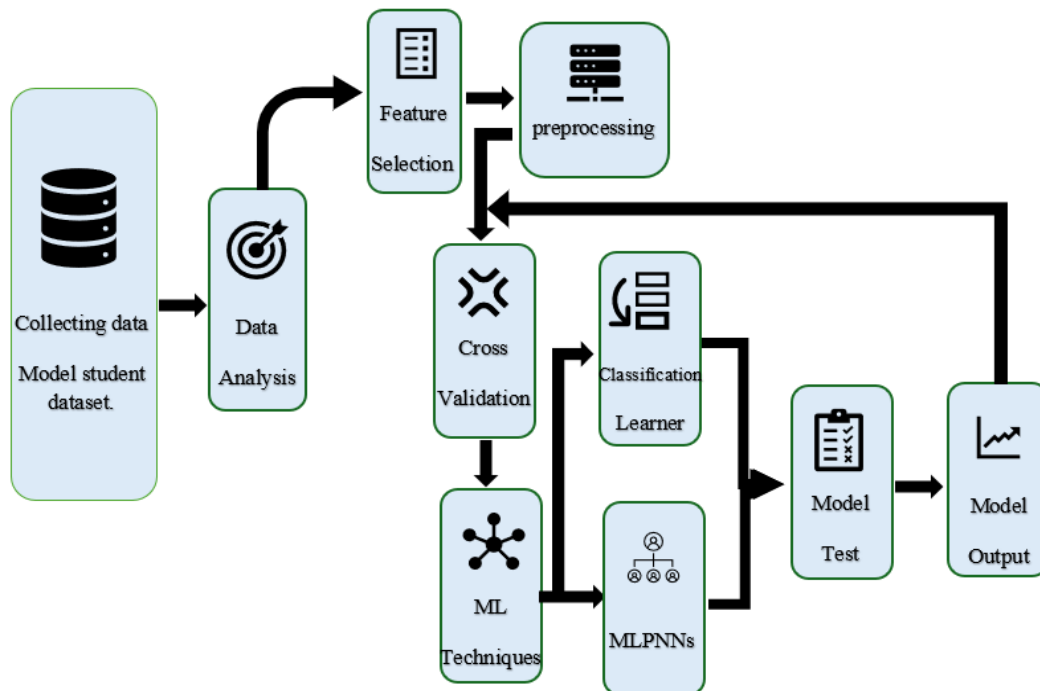 Collecting data
Model student
dataset.
Data
Analysis
Feature
Selection
preprocessing
Cross
Validation
ML
Techniques
Classification
Learner
MLPNNs
Model
Test
Model
Output